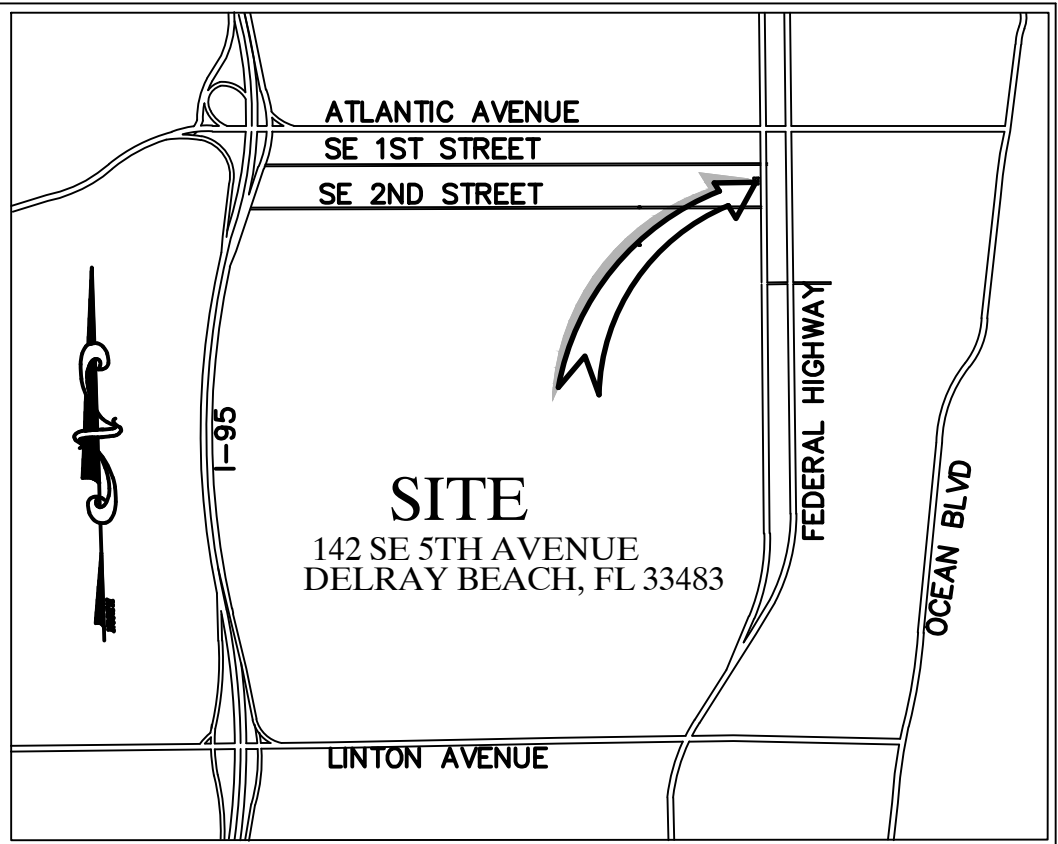 ATLANTIC AVENUE
SE 1ST STREET
SE 2ND STREET
FEDERAL HIGHWAY
I-95
OCEAN BLVD
SITE
142 SE 5TH AVENUE
DELRAY BEACH, FL 33483
LINTON AVENUE